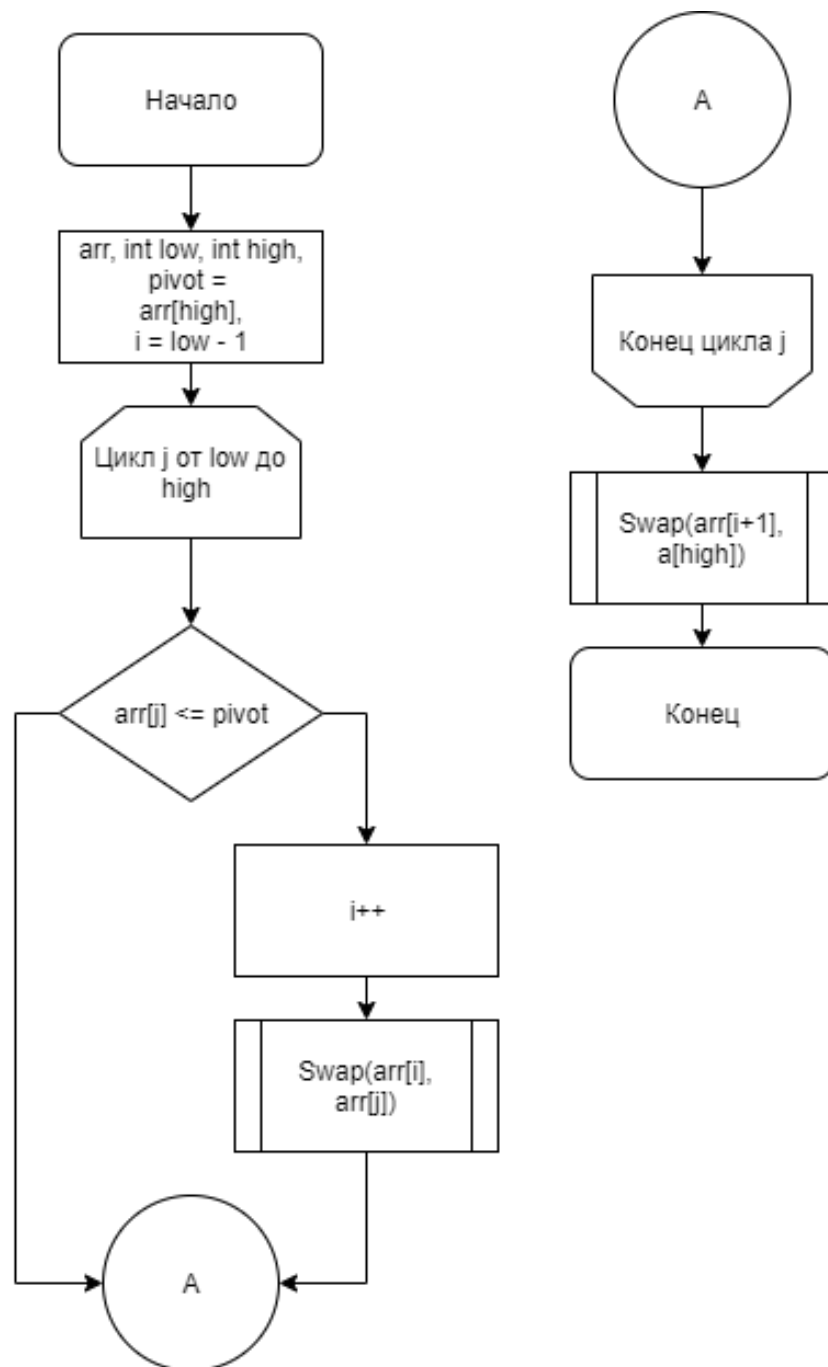 Начало
arr, int low, int high,
pivot =
arr[high],
i = low - 1
Цикл j от low до
high
arr[j] <= pivot
i++
Swap(arr[i],
arr[j])
A
A
Конец цикла j
Swap(arr[i+1],
a[high])
Конец